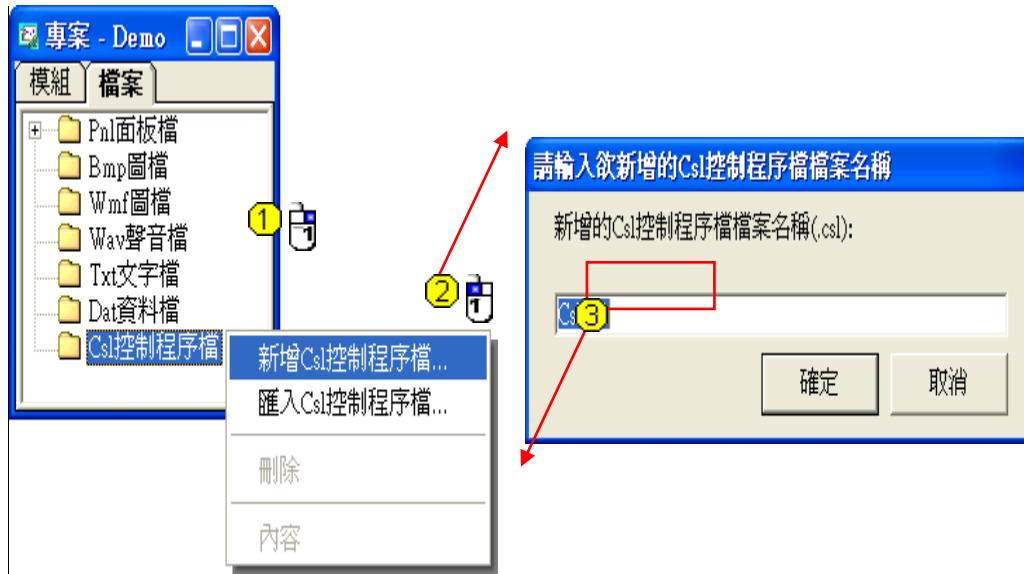 專案 - Demo
模組 檔案
Pnl面板檔
Bmp圖檔
Wmf圖檔
Wav聲音檔
Txt文字檔
Dat資料檔
Csl控制程序檔
1
1
2
1
新增Csl控制程序檔...
匯入Csl控制程序檔...
刪除
內容
請輸入欲新增的Csl控制程序檔檔案名稱
新增的Csl控制程序檔檔案名稱(.csl):
3
確定 取消